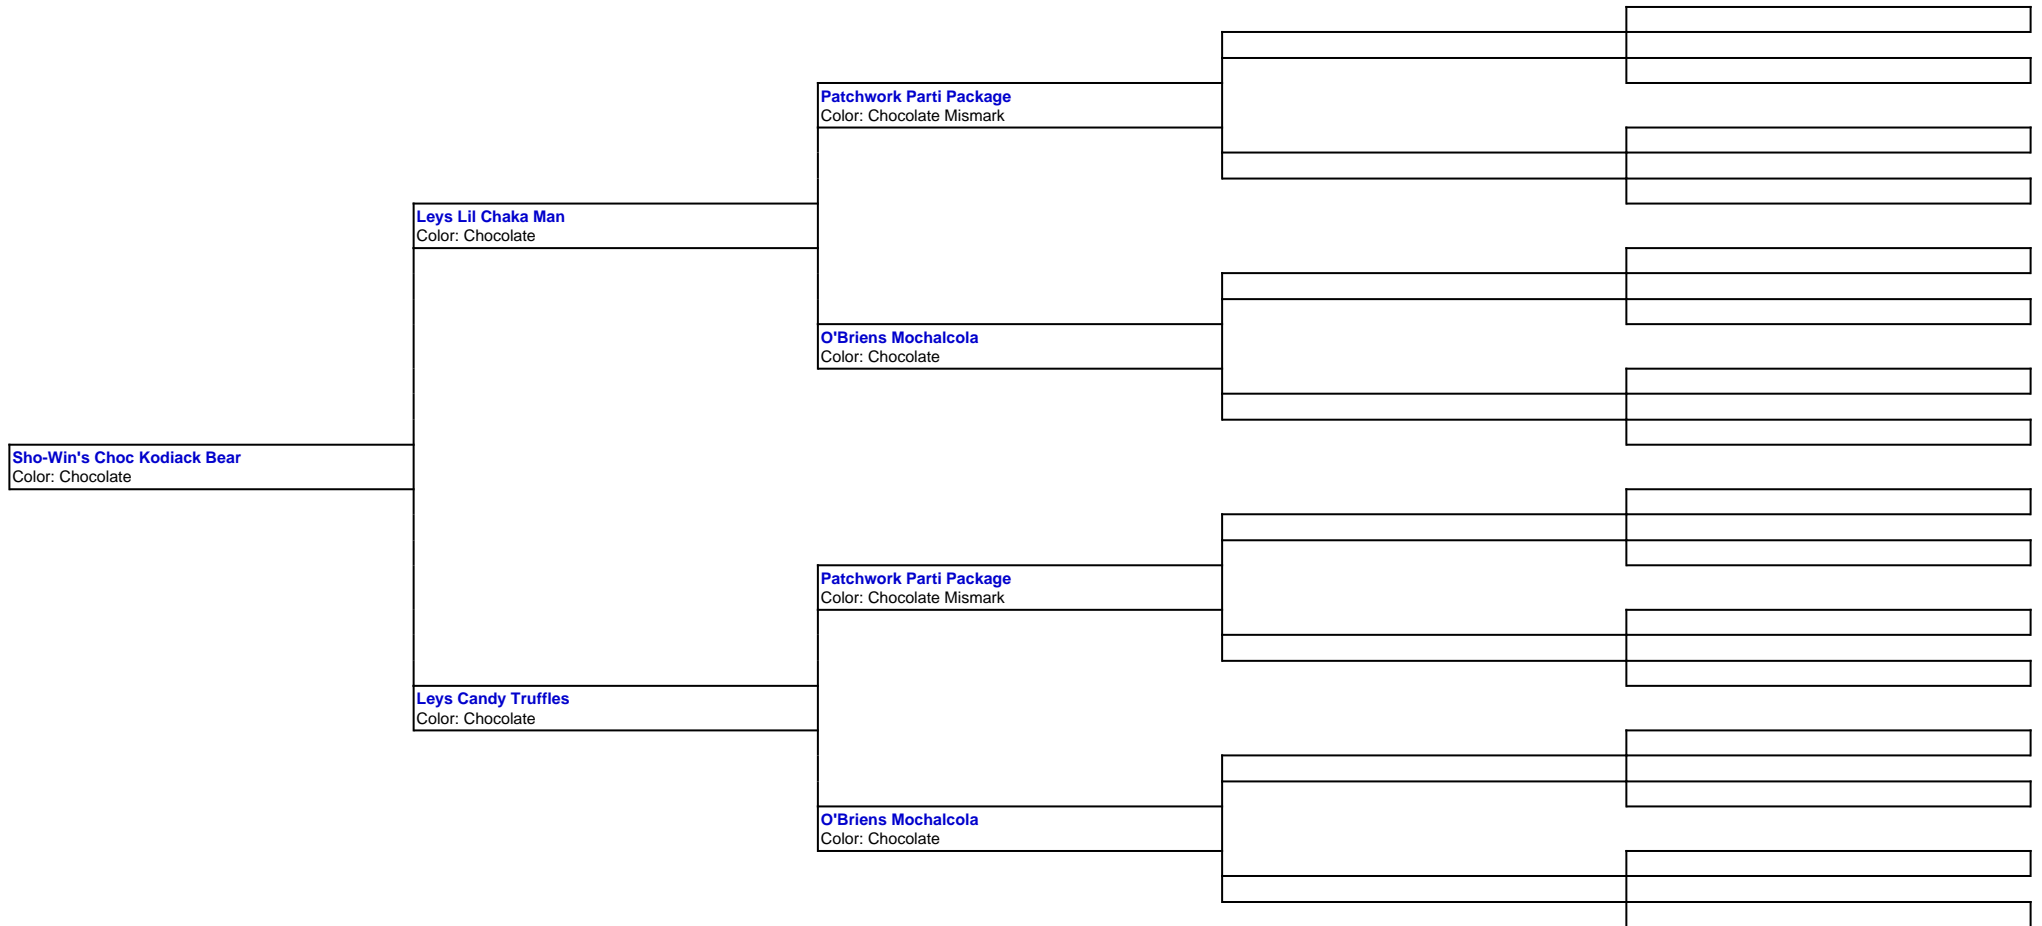 Patchwork Parti Package
Color: Chocolate Mismark
Leys Lil Chaka Man
Color: Chocolate
O'Briens Mochalcola
Color: Chocolate
Sho-Win's Choc Kodiack Bear
Color: Chocolate
Patchwork Parti Package
Color: Chocolate Mismark
Leys Candy Truffles
Color: Chocolate
O'Briens Mochalcola
Color: Chocolate